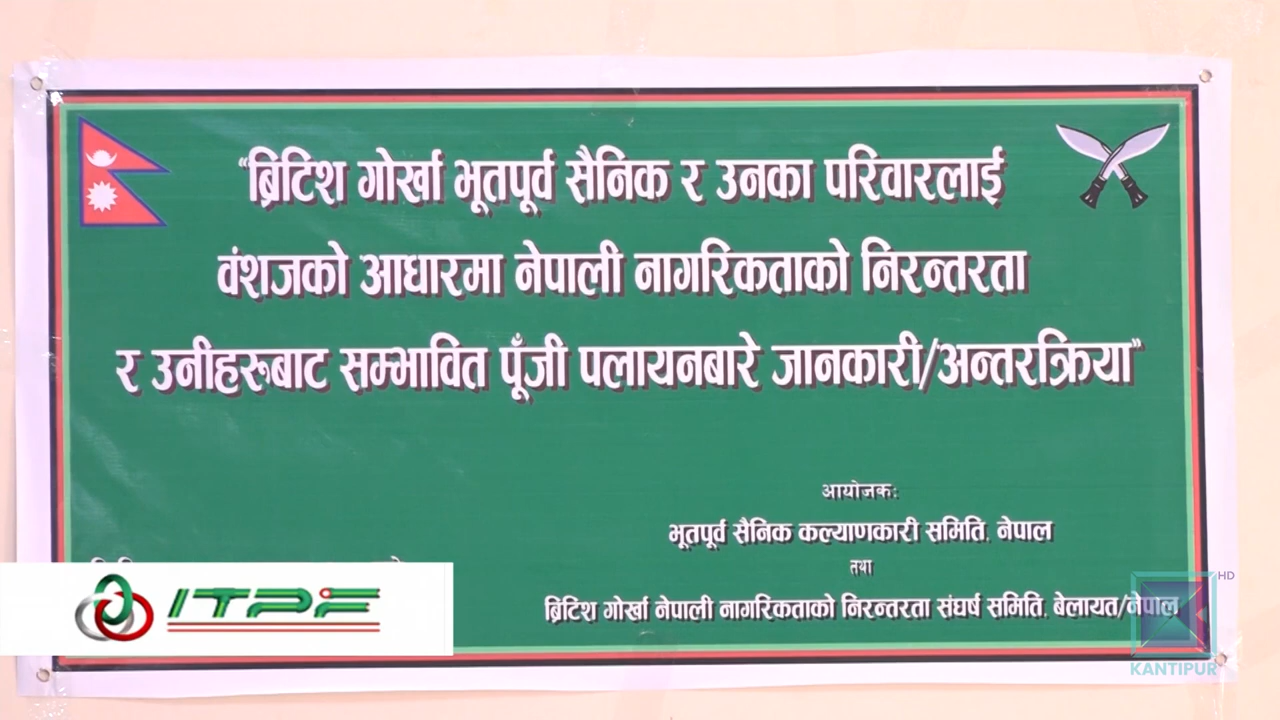 “ब्रिटिश गोर्खा भूतपूर्व सैनिक र उनका परिवारलाई
वंशजको आधारमा नेपाली नागरिकताको निरन्तरता
र उनीहरुबाट सम्भावित पूँजी पलायनबारे जानकारी/अन्तरक्रिया”
आयोजकः
भूतपूर्व सैनिक कल्याणकारी समिति, नेपाल
तथा
ब्रिटिश गोर्खा नेपाली नागरिकताको निरन्तरता संघर्ष समिति, बेलायत/नेपाल
ITPF
HD
KANTIPUR